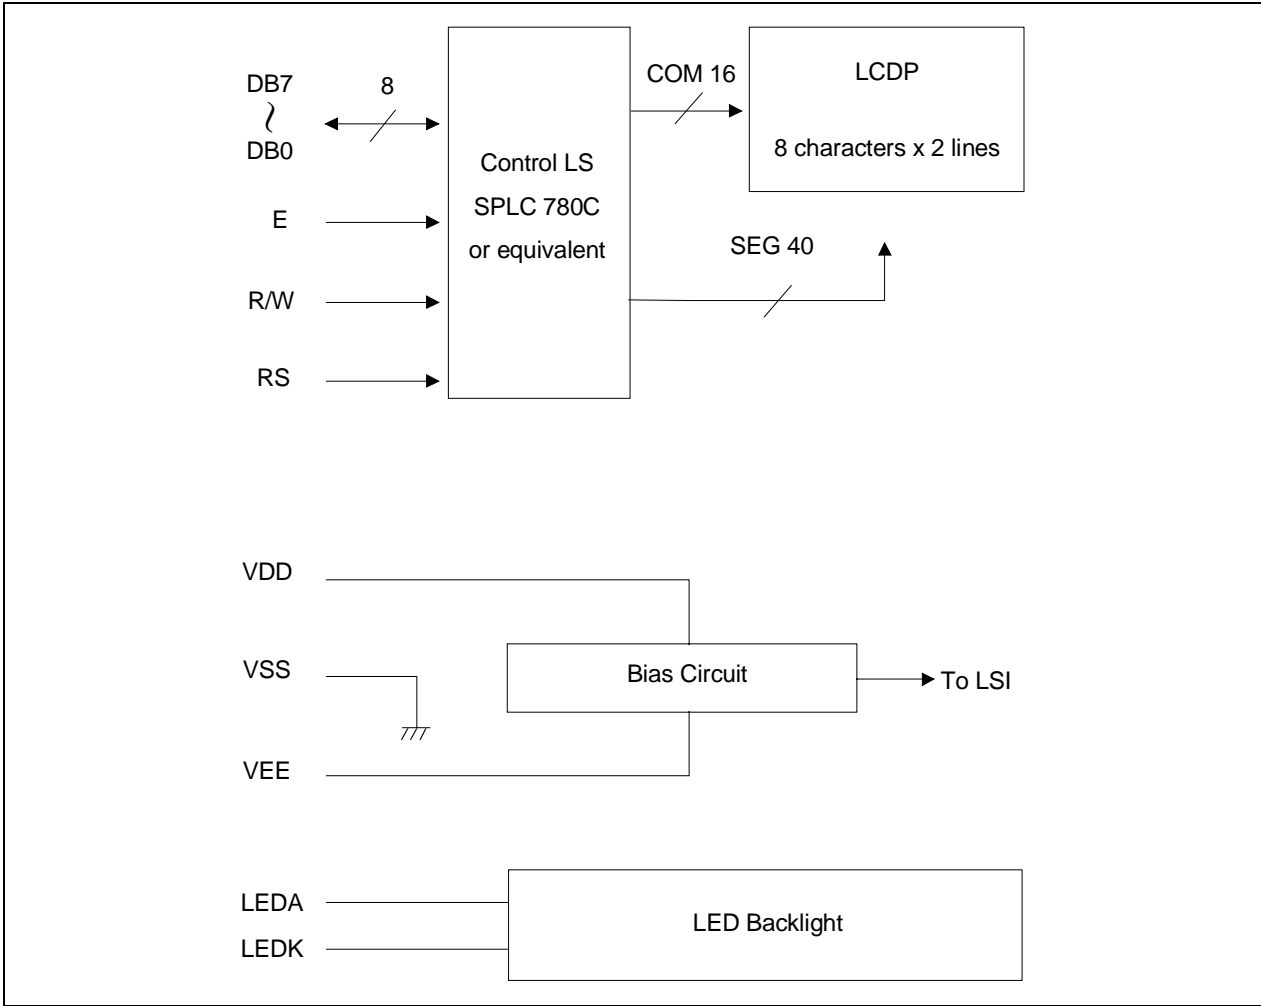 DB7
DB0
8
E
R/W
RS
Control LS
SPLC 780C
or equivalent
COM 16
SEG 40
LCDP
8 characters x 2 lines
VDD
VSS
VEE
Bias Circuit
To LSI
LEDA
LEDK
LED Backlight